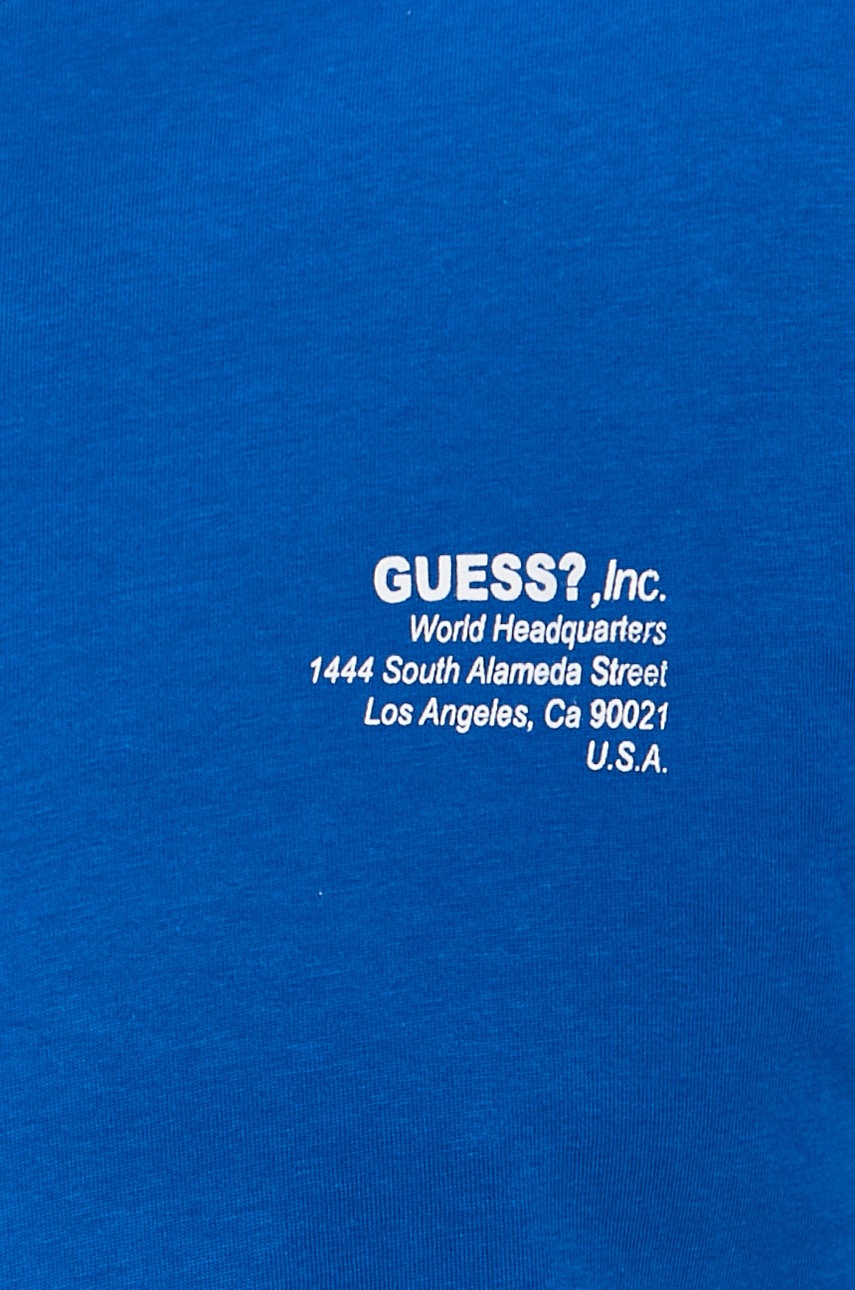 GUESS?,Inc.
World Headquarters
1444 South Alameda Street
Los Angeles, Ca 90021
U.S.A.